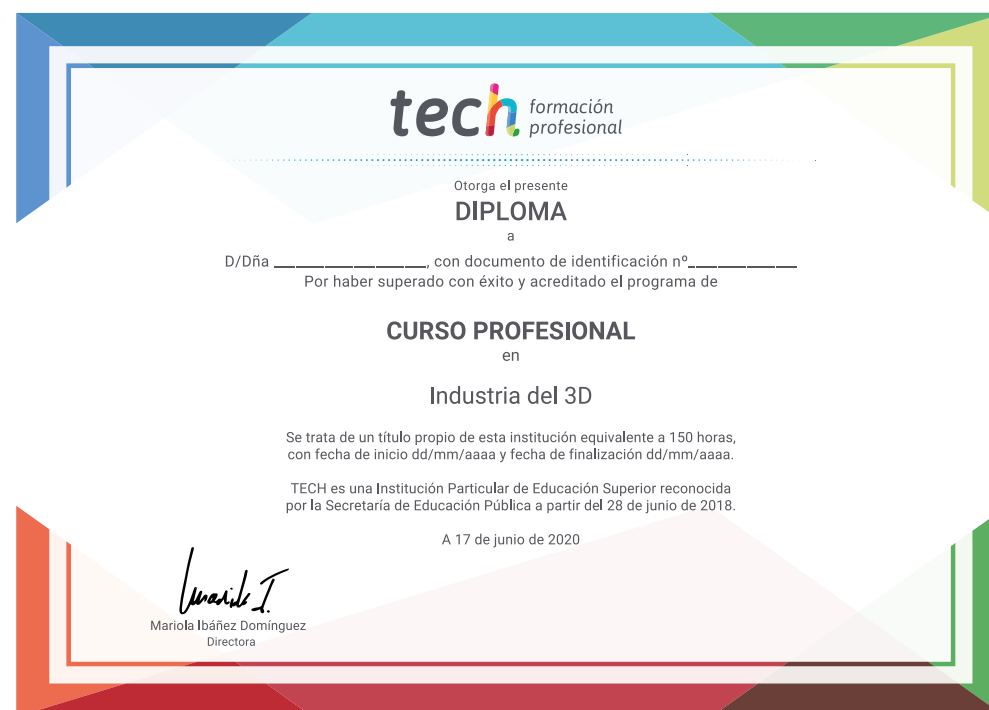 tech formación
profesional
Otorga el presente
DIPLOMA
a
D/Dña ______________, con documento de identificación nº__________
Por haber superado con éxito y acreditado el programa de
CURSO PROFESIONAL
en
Industria del 3D
Se trata de un título propio de esta institución equivalente a 150 horas,
con fecha de inicio dd/mm/aaaa y fecha de finalización dd/mm/aaaa.
TECH es una Institución Particular de Educación Superior reconocida
por la Secretaría de Educación Pública a partir del 28 de junio de 2018.
A 17 de junio de 2020
Mariola Ibáñez Domínguez
Directora